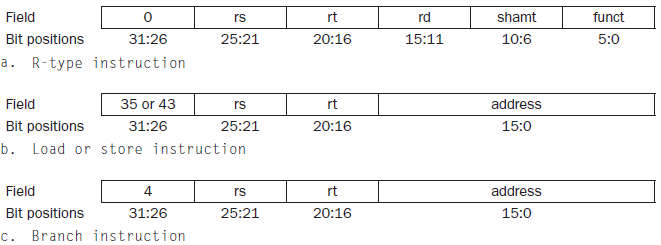 Field 0 rs rt rd shamt funct
Bit positions 31:26 25:21 20:16 15:11 10:6 5:0
a. R-type instruction
Field 35 or 43 rs rt address
Bit positions 31:26 25:21 20:16 15:0
b. Load or store instruction
Field 4 rs rt address
Bit positions 31:26 25:21 20:16 15:0
c. Branch instruction